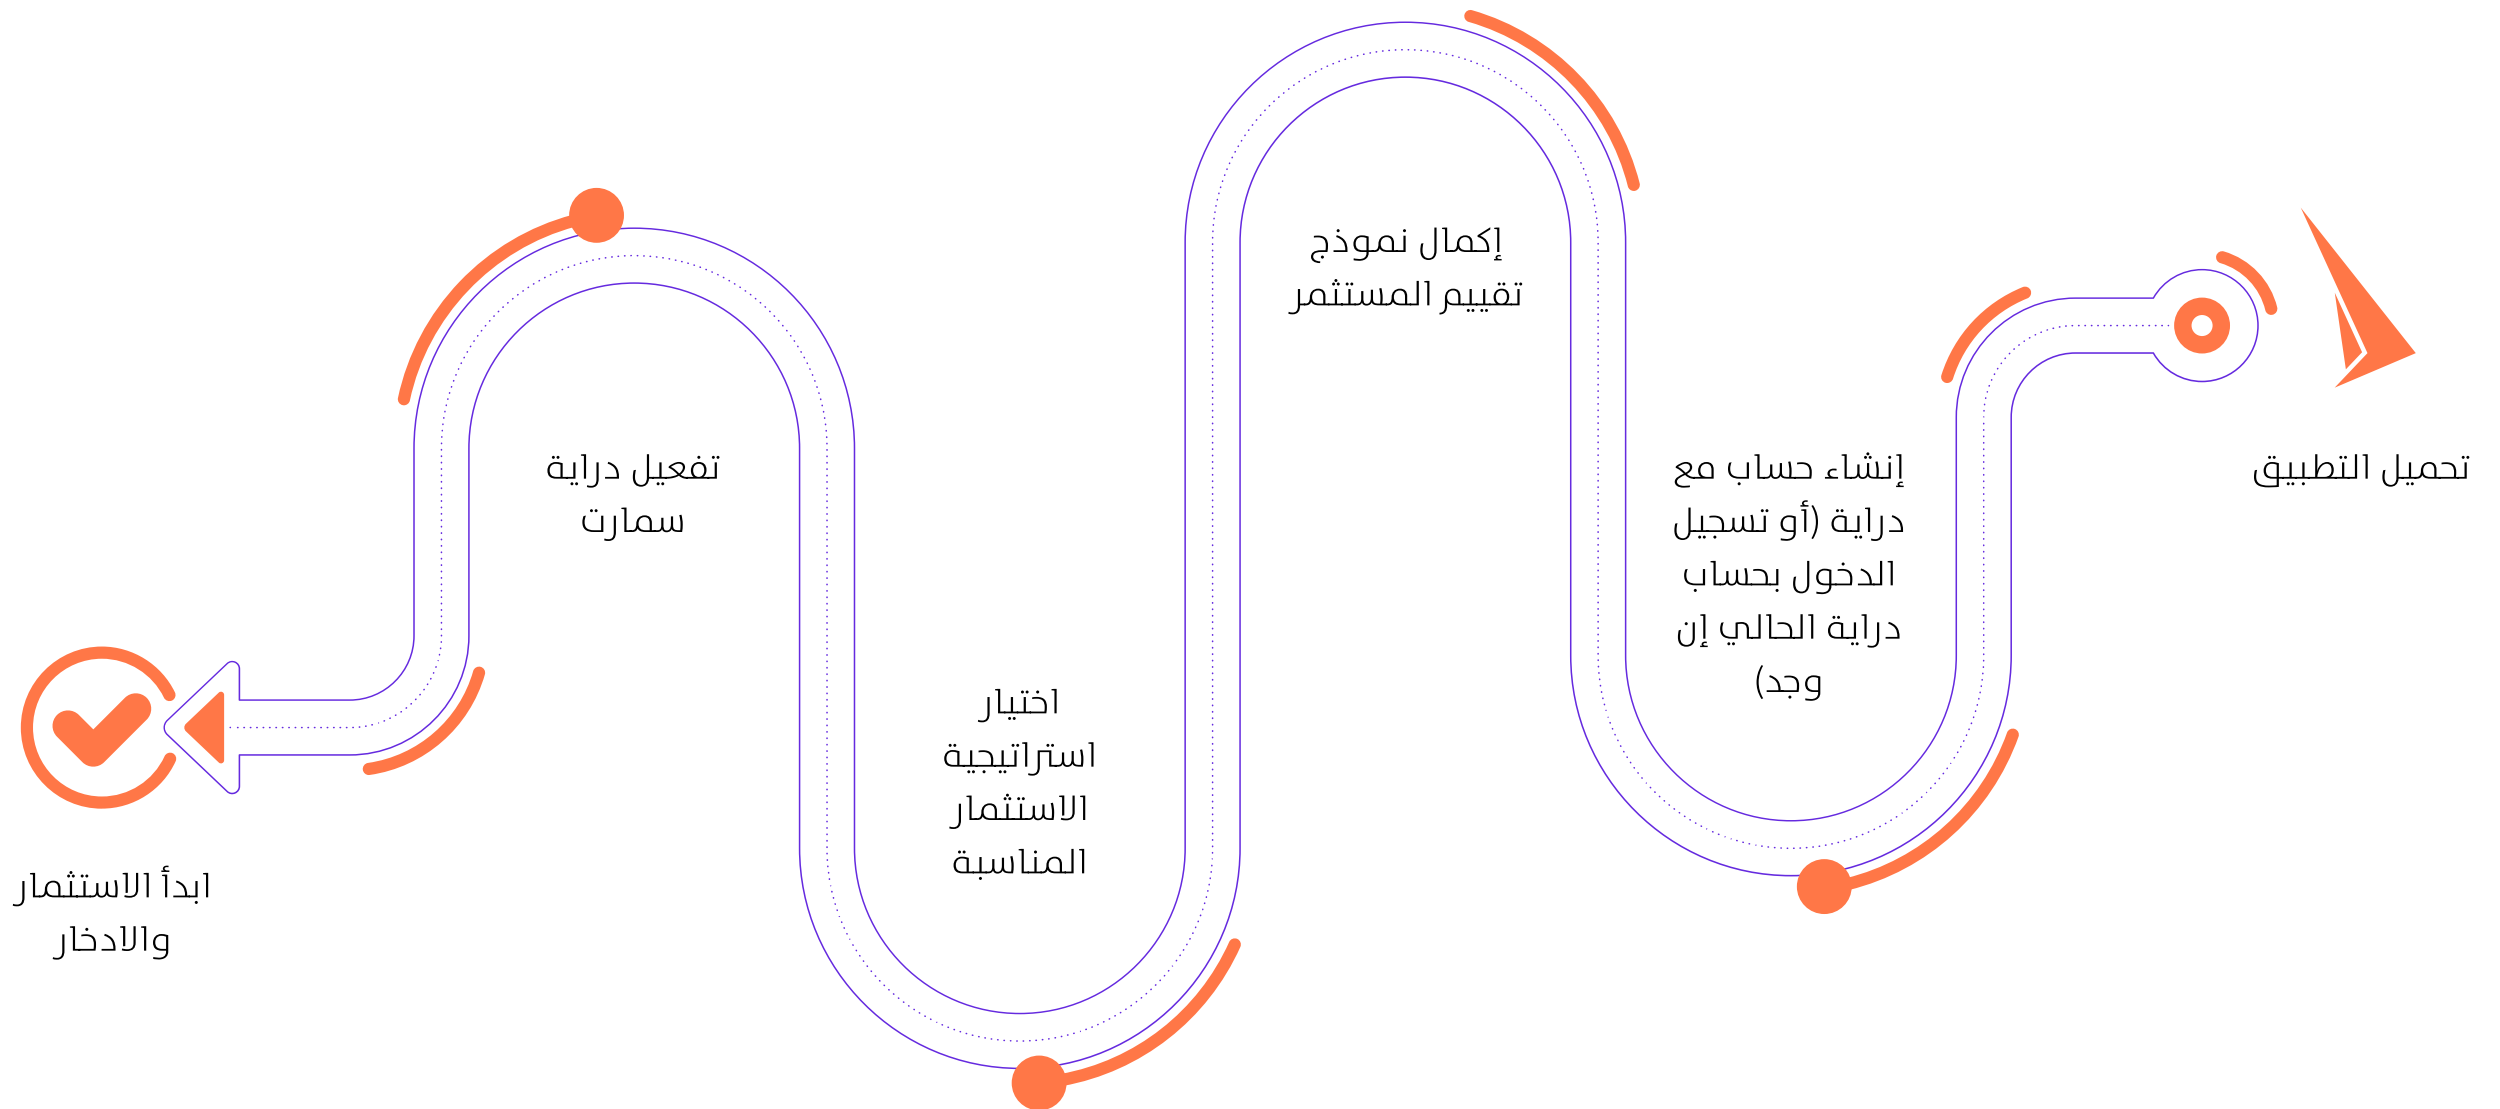 تحميل التطبيق
إنشاء حساب مع
دراية (أو تسجيل
الدخول بحساب
دراية الحالي إن
وجد)
إكمال نموذج
تقييم المستثمر
اختيار
استراتيجية
الاستثمار
المناسبة
تفعيل دراية
سمارت
ابدأ الاستثمار
والادخار